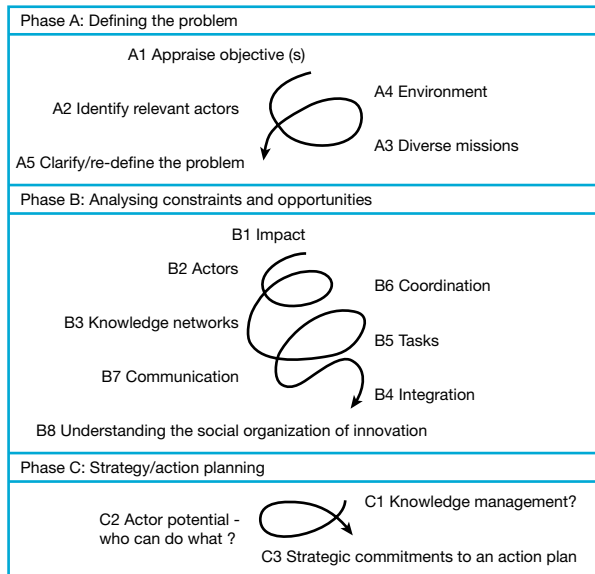 Phase A: Defining the problem
A1 Appraise objective (s)
A4 Environment
A2 Identify relevant actors
A3 Diverse missions
A5 Clarify/re-define the problem
Phase B: Analysing constraints and opportunities
B1 Impact
B2 Actors
B6 Coordination
B3 Knowledge networks
B5 Tasks
B7 Communication
B4 Integration
B8 Understanding the social organization of innovation
Phase C: Strategy/action planning
C1 Knowledge management?
C2 Actor potential -
who can do what ?
C3 Strategic commitments to an action plan